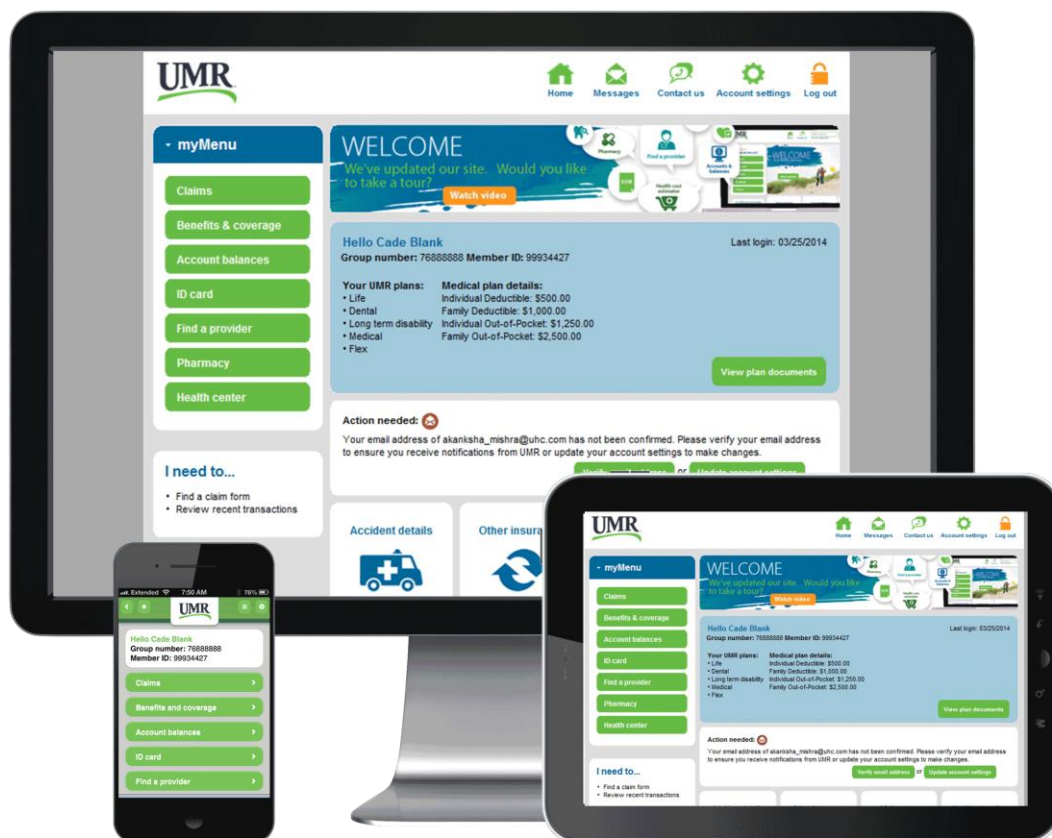 UMR
Home Messages Contact us Account settings Log out
myMenu
Claims
Benefits & coverage
Account balances
ID card
Find a provider
Pharmacy
Health center
I need to...
• Find a claim form
• Review recent transactions
WELCOME
We've updated our site. Would you like
to take a tour?
Watch video
Pharmacy
Find a provider
Accounts &
balances
Health cost
estimator
WELCOME
Hello Cade Blank
Last login: 03/25/2014
Group number: 76888888 Member ID: 99934427
Your UMR plans:
• Life
• Dental
• Long term disability
• Medical
• Flex
Medical plan details:
Individual Deductible: $500.00
Family Deductible: $1,000.00
Individual Out-of-Pocket: $1,250.00
Family Out-of-Pocket: $2,500.00
View plan documents
Action needed:
Your email address of akanksha_mishra@uhc.com has not been confirmed. Please verify your email address
to ensure you receive notifications from UMR or update your account settings to make changes.
Verify email address or Update account settings
Accident details
Other insura
Extended 7:50 AM 76%
UMR
Hello Cade Blank
Group number: 76888888
Member ID: 99934427
Claims
Benefits and coverage
Account balances
ID card
Find a provider
UMR
Home Messages Contact us Account settings Log out
myMenu
Claims
Benefits & coverage
Account balances
ID card
Find a provider
Pharmacy
Health center
I need to...
• Find a claim form
• Review recent transactions
WELCOME
We've updated our site. Would you like
to take a tour?
Watch video
Hello Cade Blank
Last login: 03/25/2014
Group number: 76888888 Member ID: 99934427
Your UMR plans:
• Life
• Dental
• Long term disability
• Medical
• Flex
Medical plan details:
Individual Deductible: $500.00
Family Deductible: $1,000.00
Individual Out-of-Pocket: $1,250.00
Family Out-of-Pocket: $2,500.00
View plan documents
Action needed:
Your email address of akanksha_mishra@uhc.com has not been confirmed. Please verify your email address
to ensure you receive notifications from UMR or update your account settings to make changes.
Verify email address or Update account settings